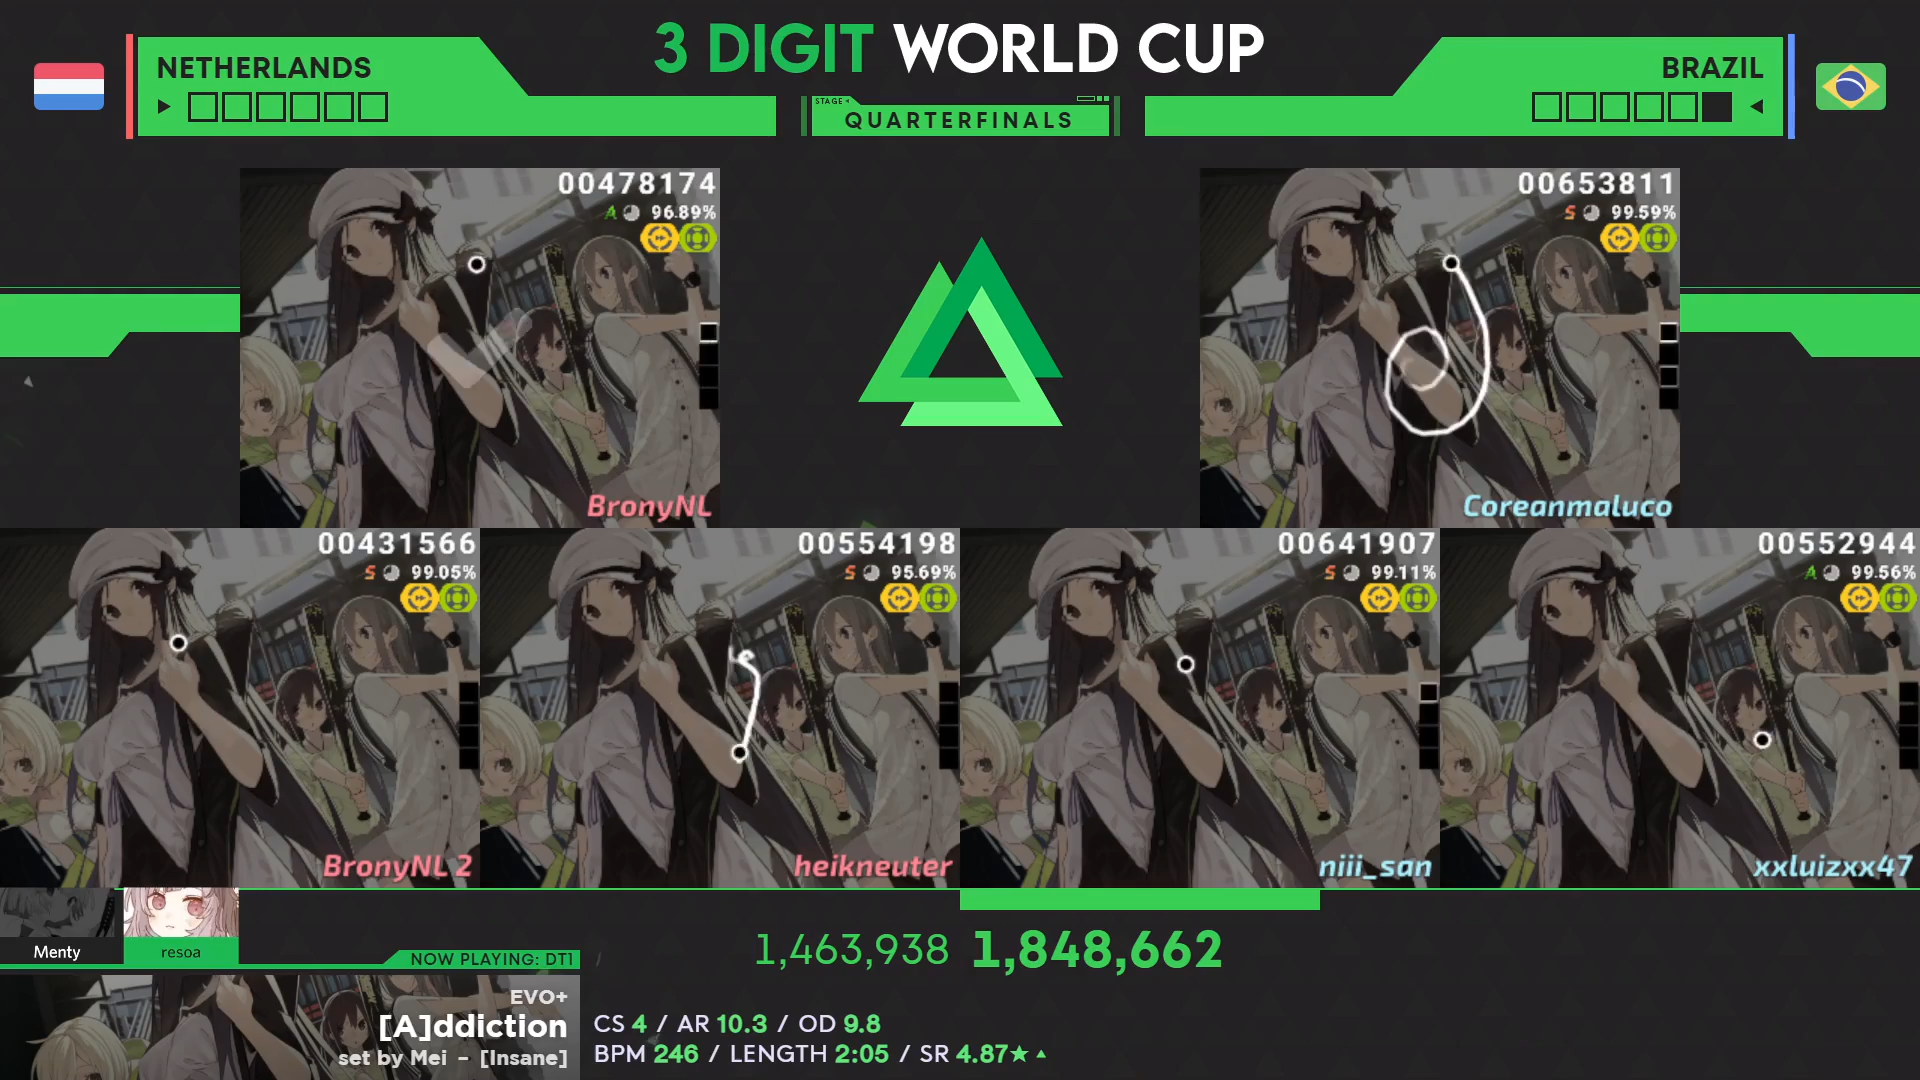 3 DIGIT WORLD CUP
NETHERLANDS
BRAZIL
STAGE
QUARTERFINALS
00478174
A 96.89%
BronyNL
00653811
S 99.59%
Coreanmaluco
00431566
S 99.05%
BronyNL 2
00554198
S 95.69%
heikneuter
00641907
S 99.11%
niii_san
00552944
A 99.56%
xxluizxx47
Menty
resoa
NOW PLAYING: DT1
1,463,938 1,848,662
EVO+
[A]ddiction
set by Mei - [Insane]
CS 4 / AR 10.3 / OD 9.8
BPM 246 / LENGTH 2:05 / SR 4.87★